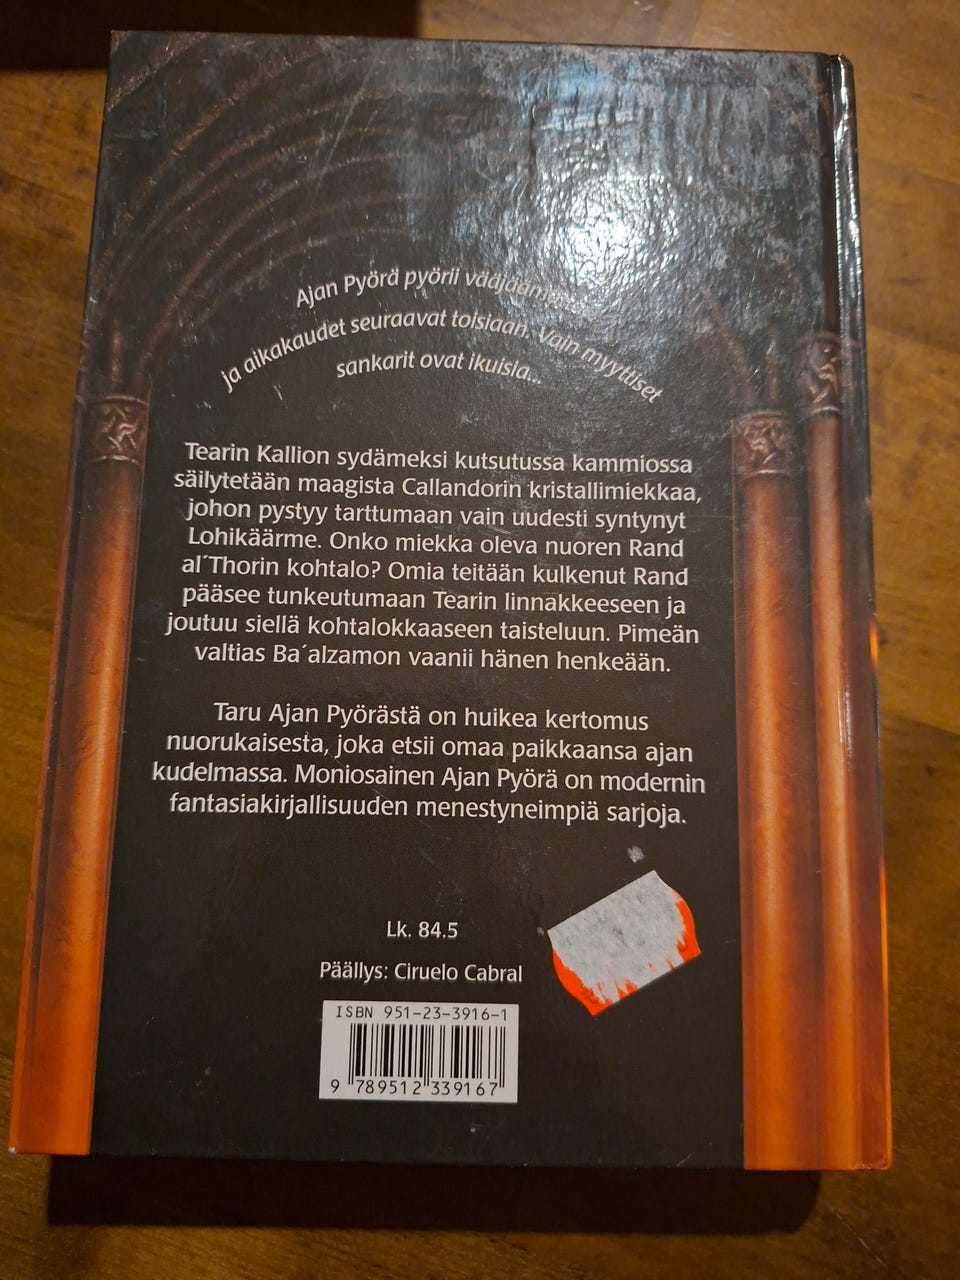 Ajan Pyörä pyörii
ja aikakaudet seuraavat toisiaan. Vain myyttiset
sankarit ovat ikuisia...
Tearin Kallion sydämeksi kutsutussa kammiossa
säilytetään maagista Callandorin kristallimiekkaa,
johon pystyy tarttumaan vain uudesti syntynyt
Lohikäärme. Onko miekka oleva nuoren Rand
al´Thorin kohtalo? Omia teitään kulkenut Rand
pääsee tunkeutumaan Tearin linnakkeeseen ja
joutuu siellä kohtalokkaaseen taisteluun. Pimeän
valtias Ba´alzamon vaanii hänen henkeään.
Taru Ajan Pyörästä on huikea kertomus
nuorukaisesta, joka etsii omaa paikkaansa ajan
kudelmassa. Moniosainen Ajan Pyörä on modernin
fantasiakirjallisuuden menestyneimpiä sarjoja.
Lk. 84.5
Päällys: Ciruelo Cabral
ISBN 951-23-3916-1
9 789512 339167